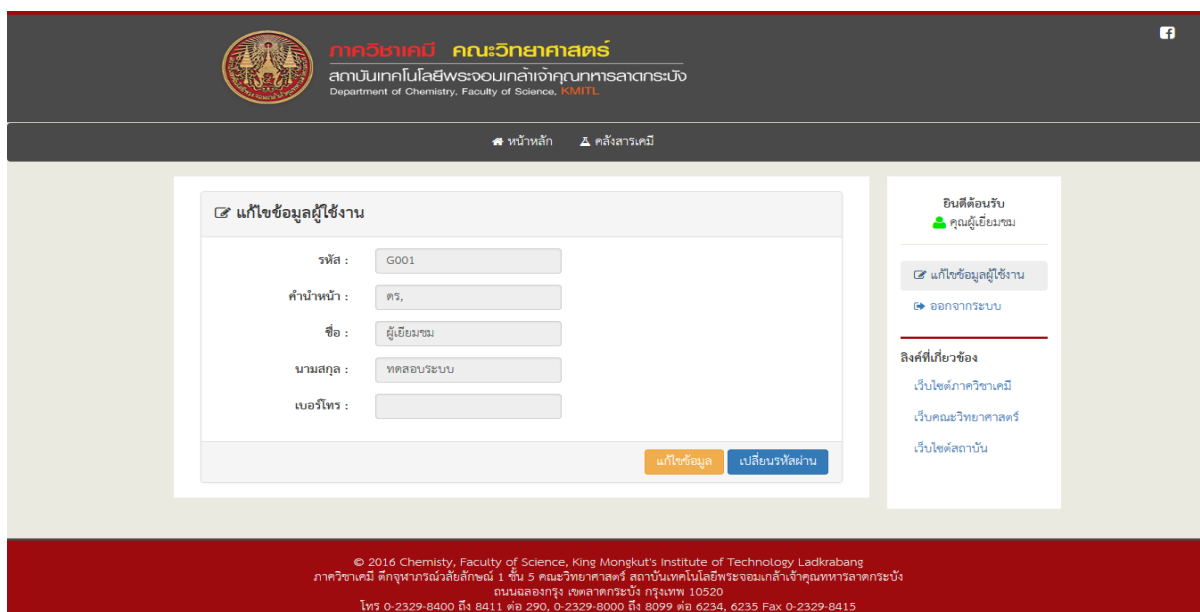 ภาควิชาเคมี คณะวิทยาศาสตร์
สถาบันเทคโนโลยีพระจอมเกล้าเจ้าคุณทหารลาดกระบัง
Department of Chemistry, Faculty of Science, KMITL
หน้าหลัก คลังสารเคมี
แก้ไขข้อมูลผู้ใช้งาน
รหัส : G001
คำนำหน้า : ดร,
ชื่อ : ผู้เยี่ยมชม
นามสกุล : ทดสอบระบบ
เบอร์โทร :
แก้ไขข้อมูล เปลี่ยนรหัสผ่าน
ยินดีต้อนรับ
คุณผู้เยี่ยมชม
แก้ไขข้อมูลผู้ใช้งาน
ออกจากระบบ
ลิงค์ที่เกี่ยวข้อง
เว็บไซต์ภาควิชาเคมี
เว็บคณะวิทยาศาสตร์
เว็บไซต์สถาบัน
© 2016 Chemisty, Faculty of Science, King Mongkut's Institute of Technology Ladkrabang
ภาควิชาเคมี ตึกจุฬาภรณ์วลัยลักษณ์ 1 ชั้น 5 คณะวิทยาศาสตร์ สถาบันเทคโนโลยีพระจอมเกล้าเจ้าคุณทหารลาดกระบัง
ถนนฉลองกรุง เขตลาดกระบัง กรุงเทพ 10520
โทร 0-2329-8400 ถึง 8411 ต่อ 290, 0-2329-8000 ถึง 8099 ต่อ 6234, 6235 Fax 0-2329-8415